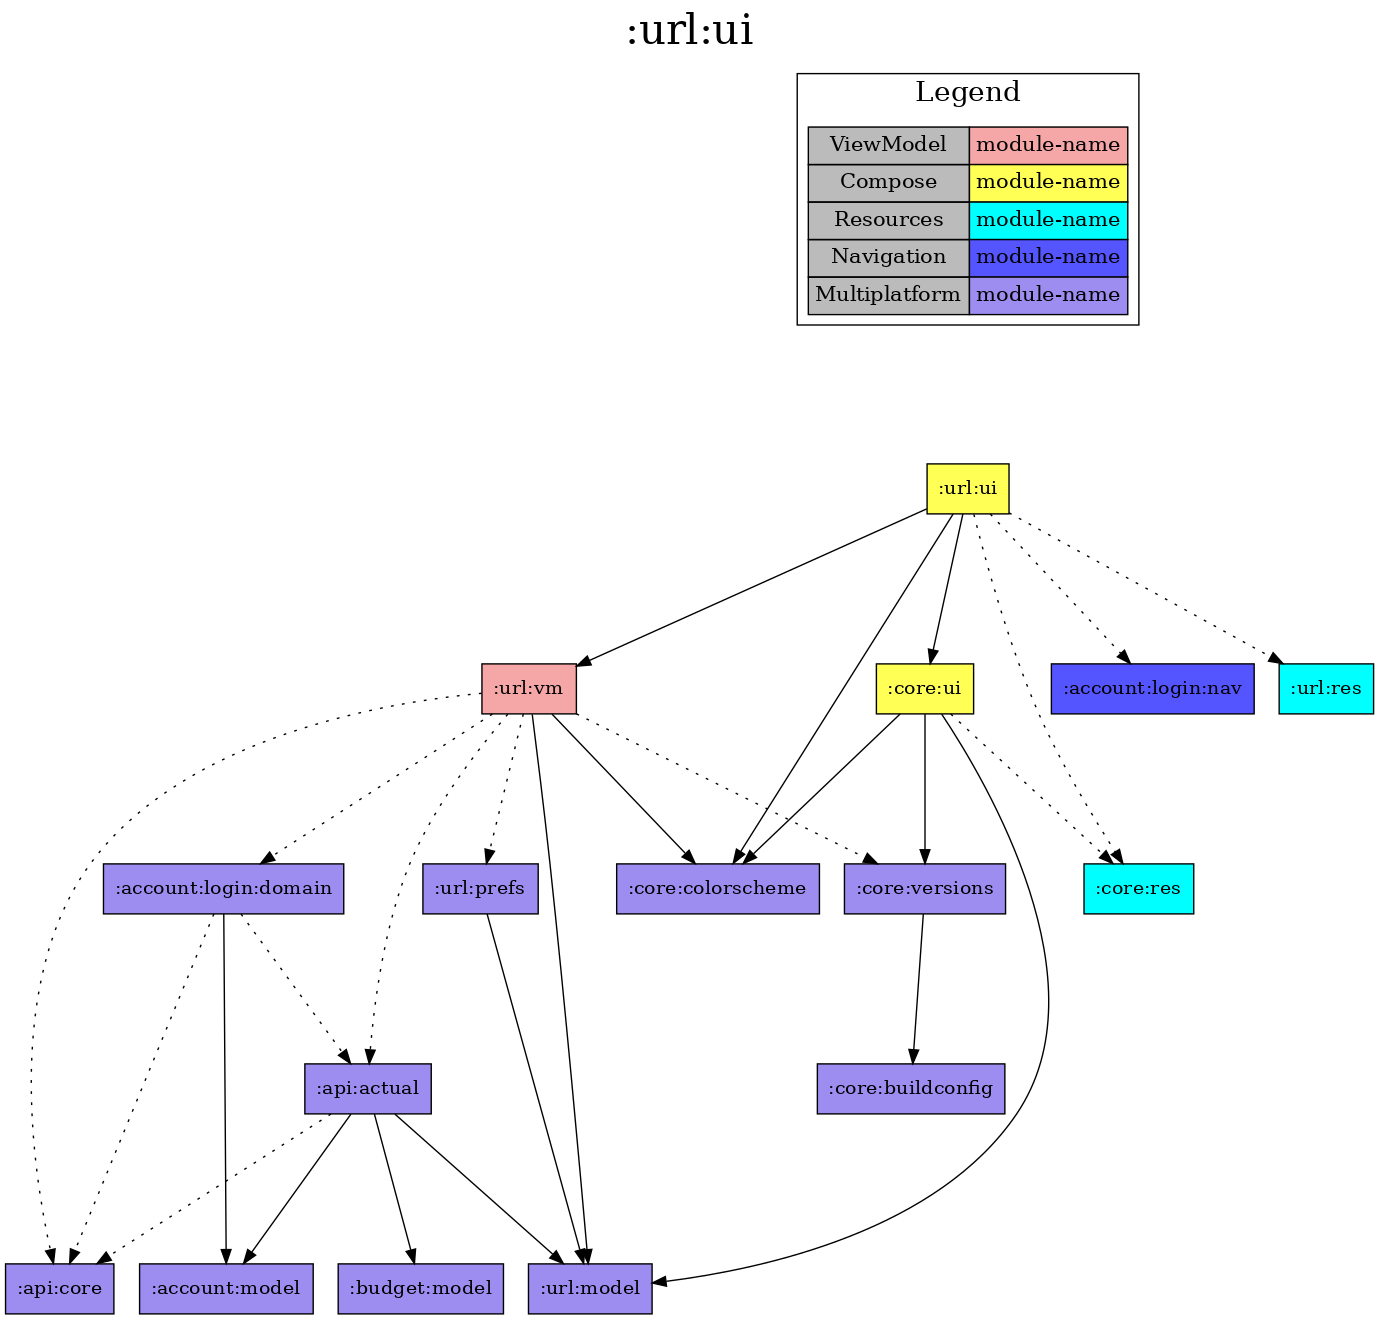 :url:ui
Legend
ViewModel module-name
Compose module-name
Resources module-name
Navigation module-name
Multiplatform module-name
:url:ui
:url:vm
:core:ui
:account:login:nav
:url:res
:account:login:domain
:url:prefs
:core:colorscheme
:core:versions
:core:res
:api:actual
:core:buildconfig
:api:core
:account:model
:budget:model
:url:model